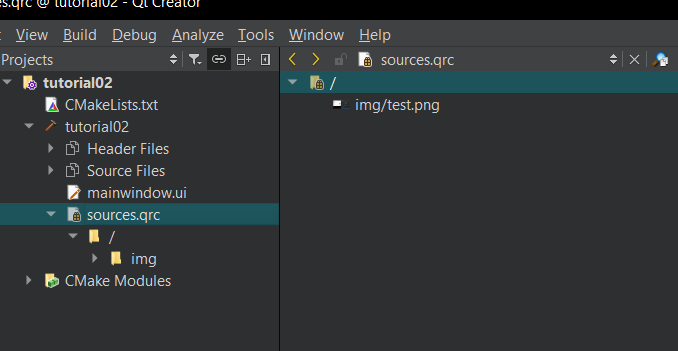 es.qrc @ tutorial02 - Qt Creator
View Build Debug Analyze Tools Window Help
Projects
sources.qrc
tutorial02
CMakeLists.txt
tutorial02
Header Files
Source Files
mainwindow.ui
sources.qrc
/
img
CMake Modules
/
img/test.png